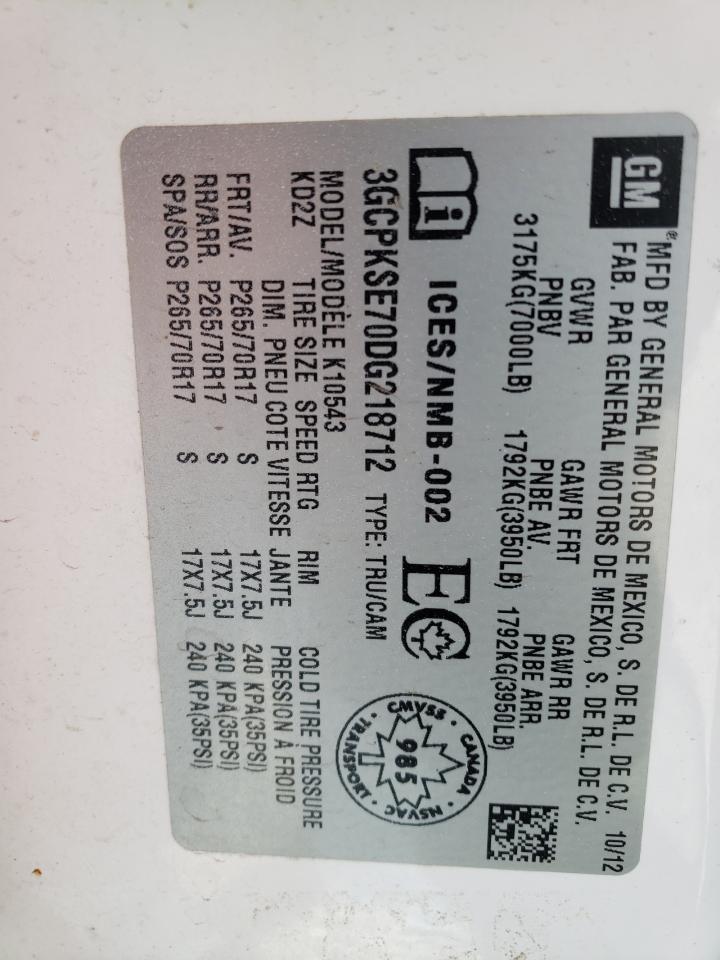 GM
®MFD BY GENERAL MOTORS DE MEXICO, S. DE R.L. DE C.V. 10/12
FAB. PAR GENERAL MOTORS DE MEXICO, S. DE R.L. DE C.V.
GVWR GAWR FRT GAWR RR
PNBV PNBE AV. PNBE ARR.
3175KG(7000LB) 1792KG(3950LB) 1792KG(3950LB)
i ICES/NMB-002 EC
CMVSS · CANADA · NSVAC · TRANSPORT ·
985
3GCPKSE70DG218712 TYPE: TRU/CAM
MODEL/MODÈLE K10543
KD2Z TIRE SIZE SPEED RTG RIM COLD TIRE PRESSURE
DIM. PNEU COTE VITESSE JANTE PRESSION À FROID
FRT/AV. P265/70R17 S 17X7.5J 240 KPA(35PSI)
RR/ARR. P265/70R17 S 17X7.5J 240 KPA(35PSI)
SPA/SOS P265/70R17 S 17X7.5J 240 KPA(35PSI)